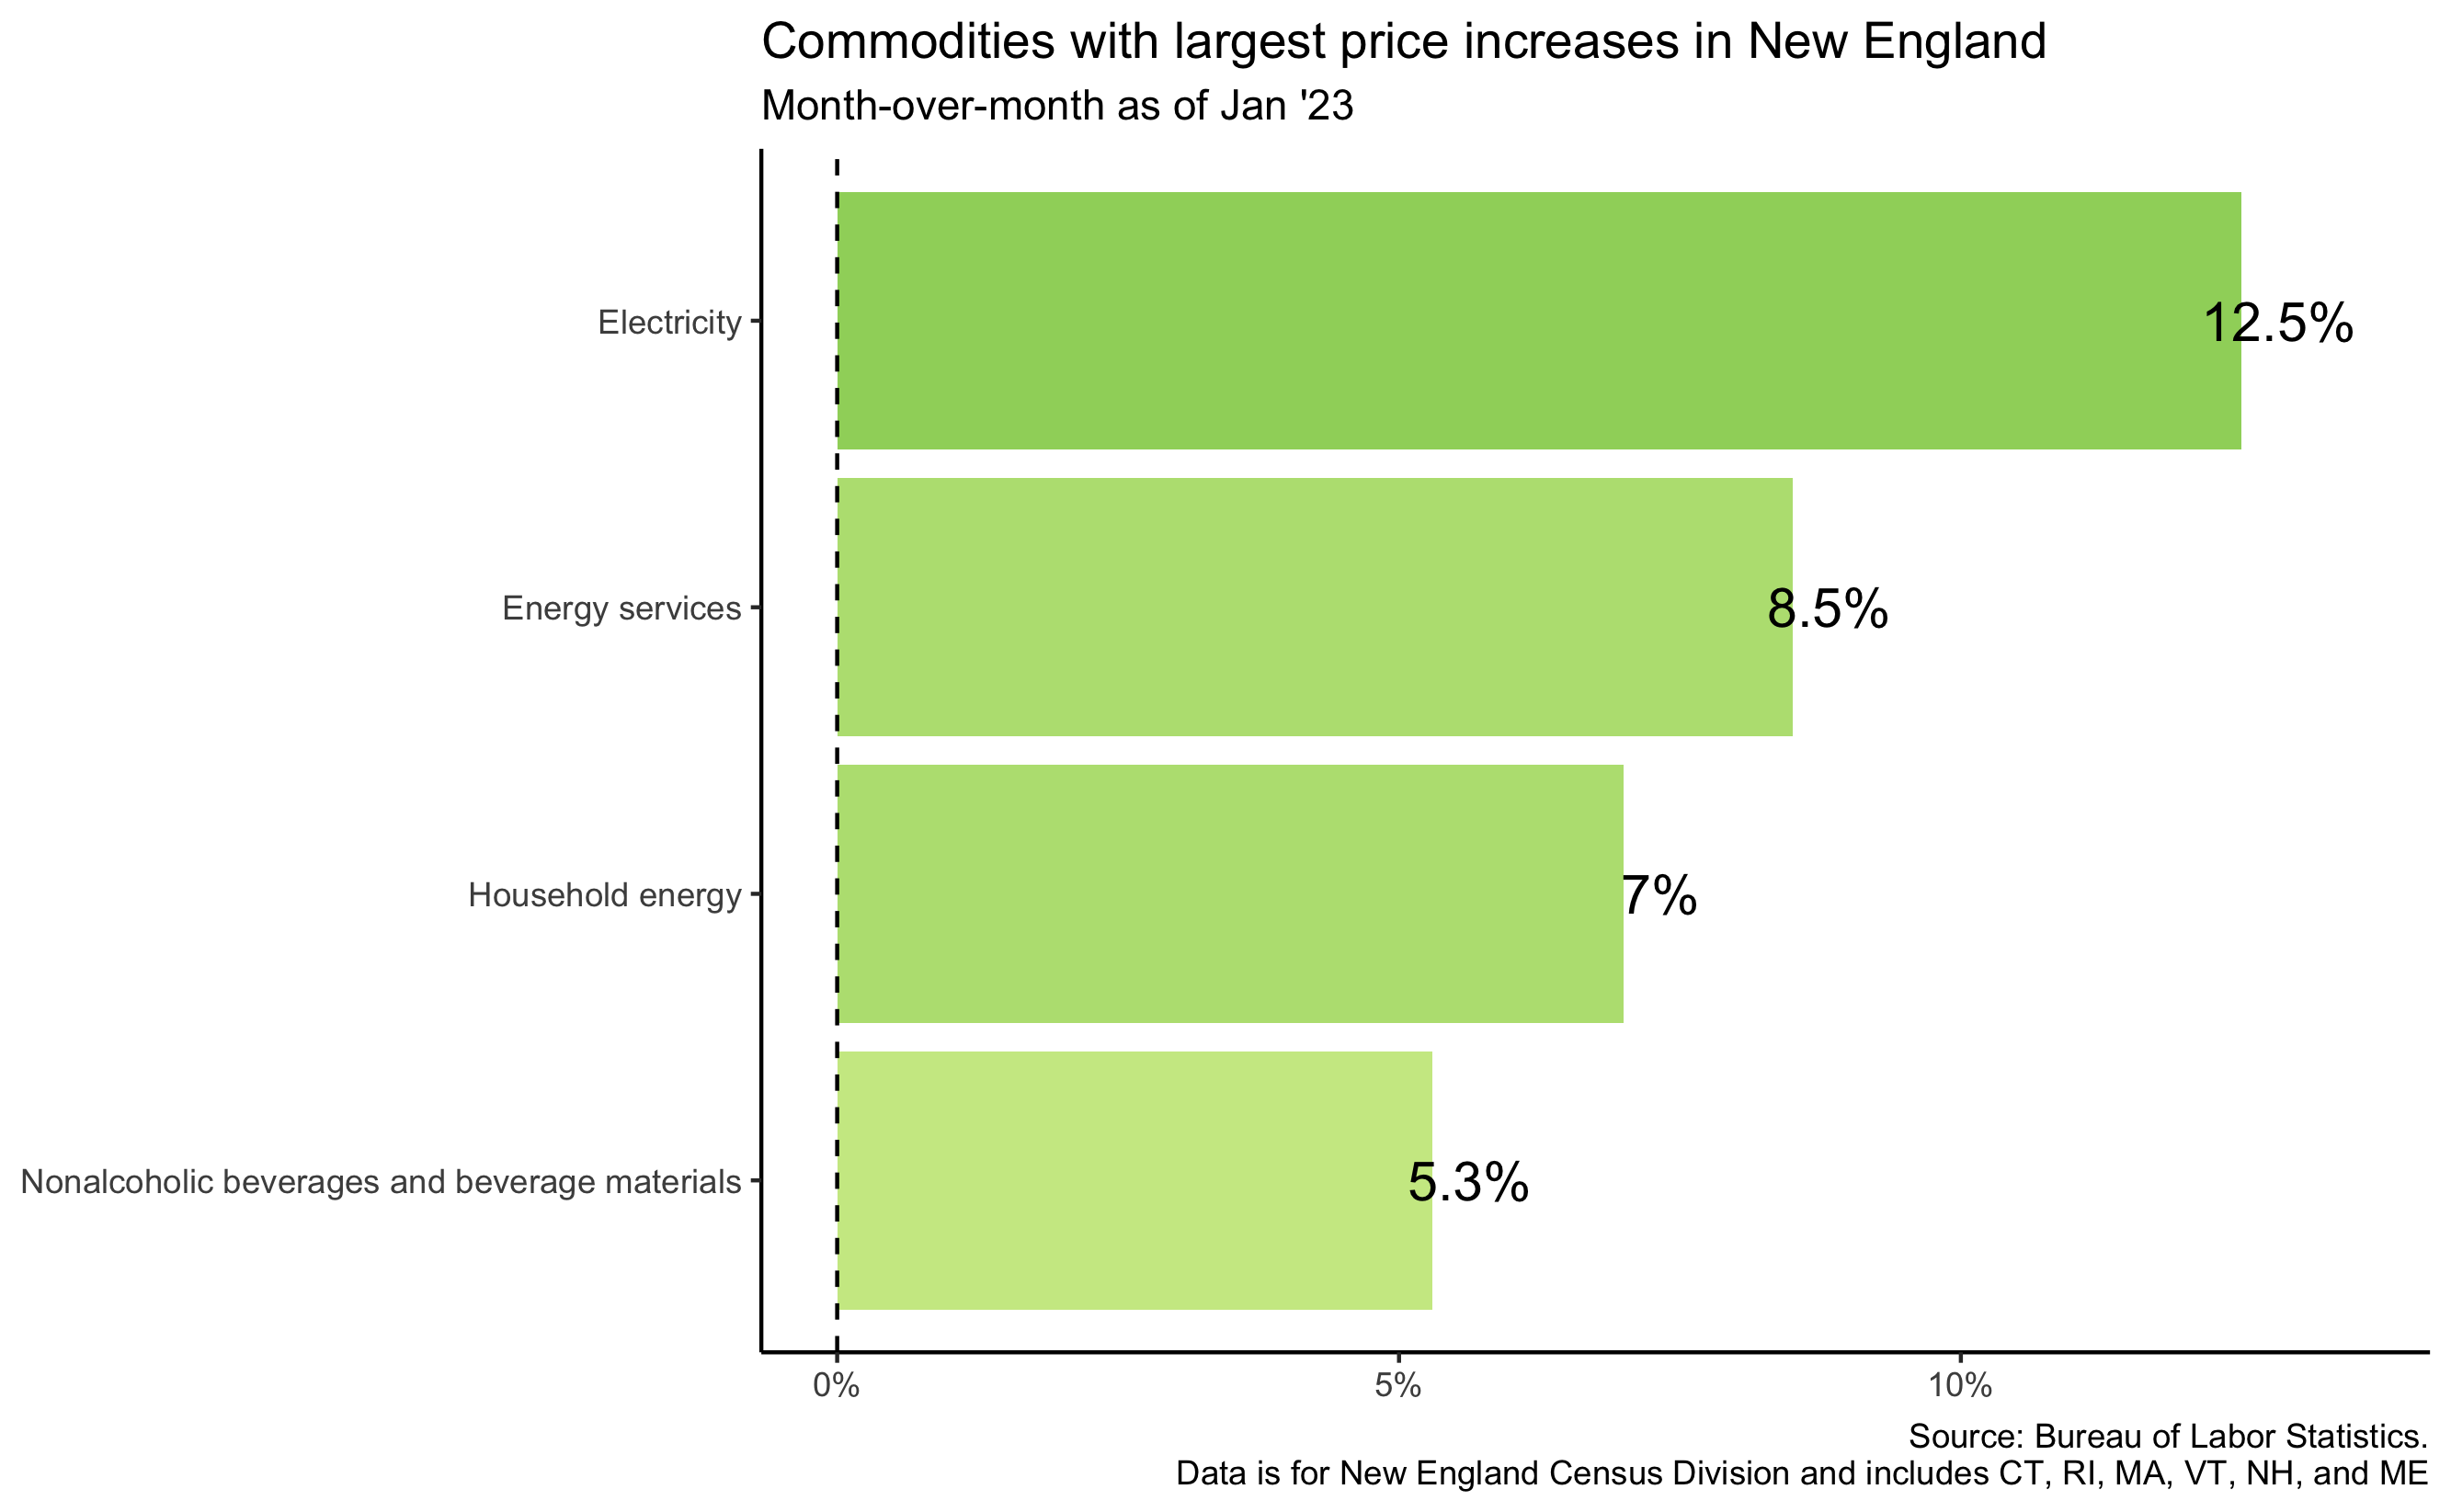 Commodities with largest price increases in New England
Month-over-month as of Jan '23
Electricity
12.5%
Energy services
8.5%
Household energy
7%
Nonalcoholic beverages and beverage materials
5.3%
0%
5%
10%
Source: Bureau of Labor Statistics.
Data is for New England Census Division and includes CT, RI, MA, VT, NH, and ME